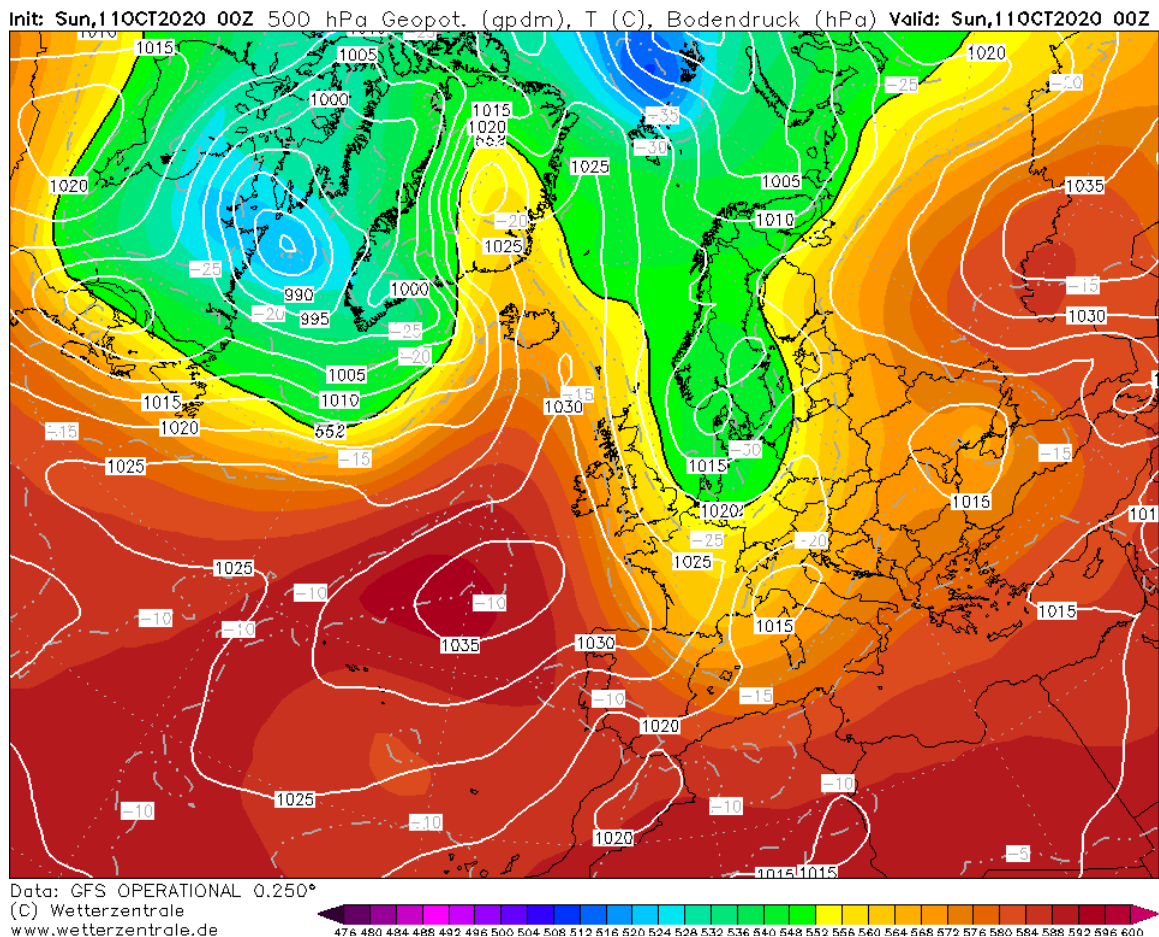 Init: Sun,11OCT2020 00Z 500 hPa Geopot. (gpdm), T (C), Bodendruck (hPa) Valid: Sun,11OCT2020 00Z
1015 1005 1020
-25 -20
1000 1015 -35
1020 -30
1025
1020 1005 1035
1010
-20
1025
-25 -15
990 1000
-20 995 -25 1030
-20
1005
1015 1010 1030 -15
1020 552
-15 -15 -30 -15
1025 1015 1015
1020
-25 -20
1025 1025
-10 -10
-10 -10 1015
1035 1030 1015
-10 -15
1020
-10
1025 -10
-10 -10
1020 -5
1015 1015
Data: GFS OPERATIONAL 0.250°
(C) Wetterzentrale
www.wetterzentrale.de
476 480 484 488 492 496 500 504 508 512 516 520 524 528 532 536 540 548 552 556 560 564 568 572 576 580 584 588 592 596 600